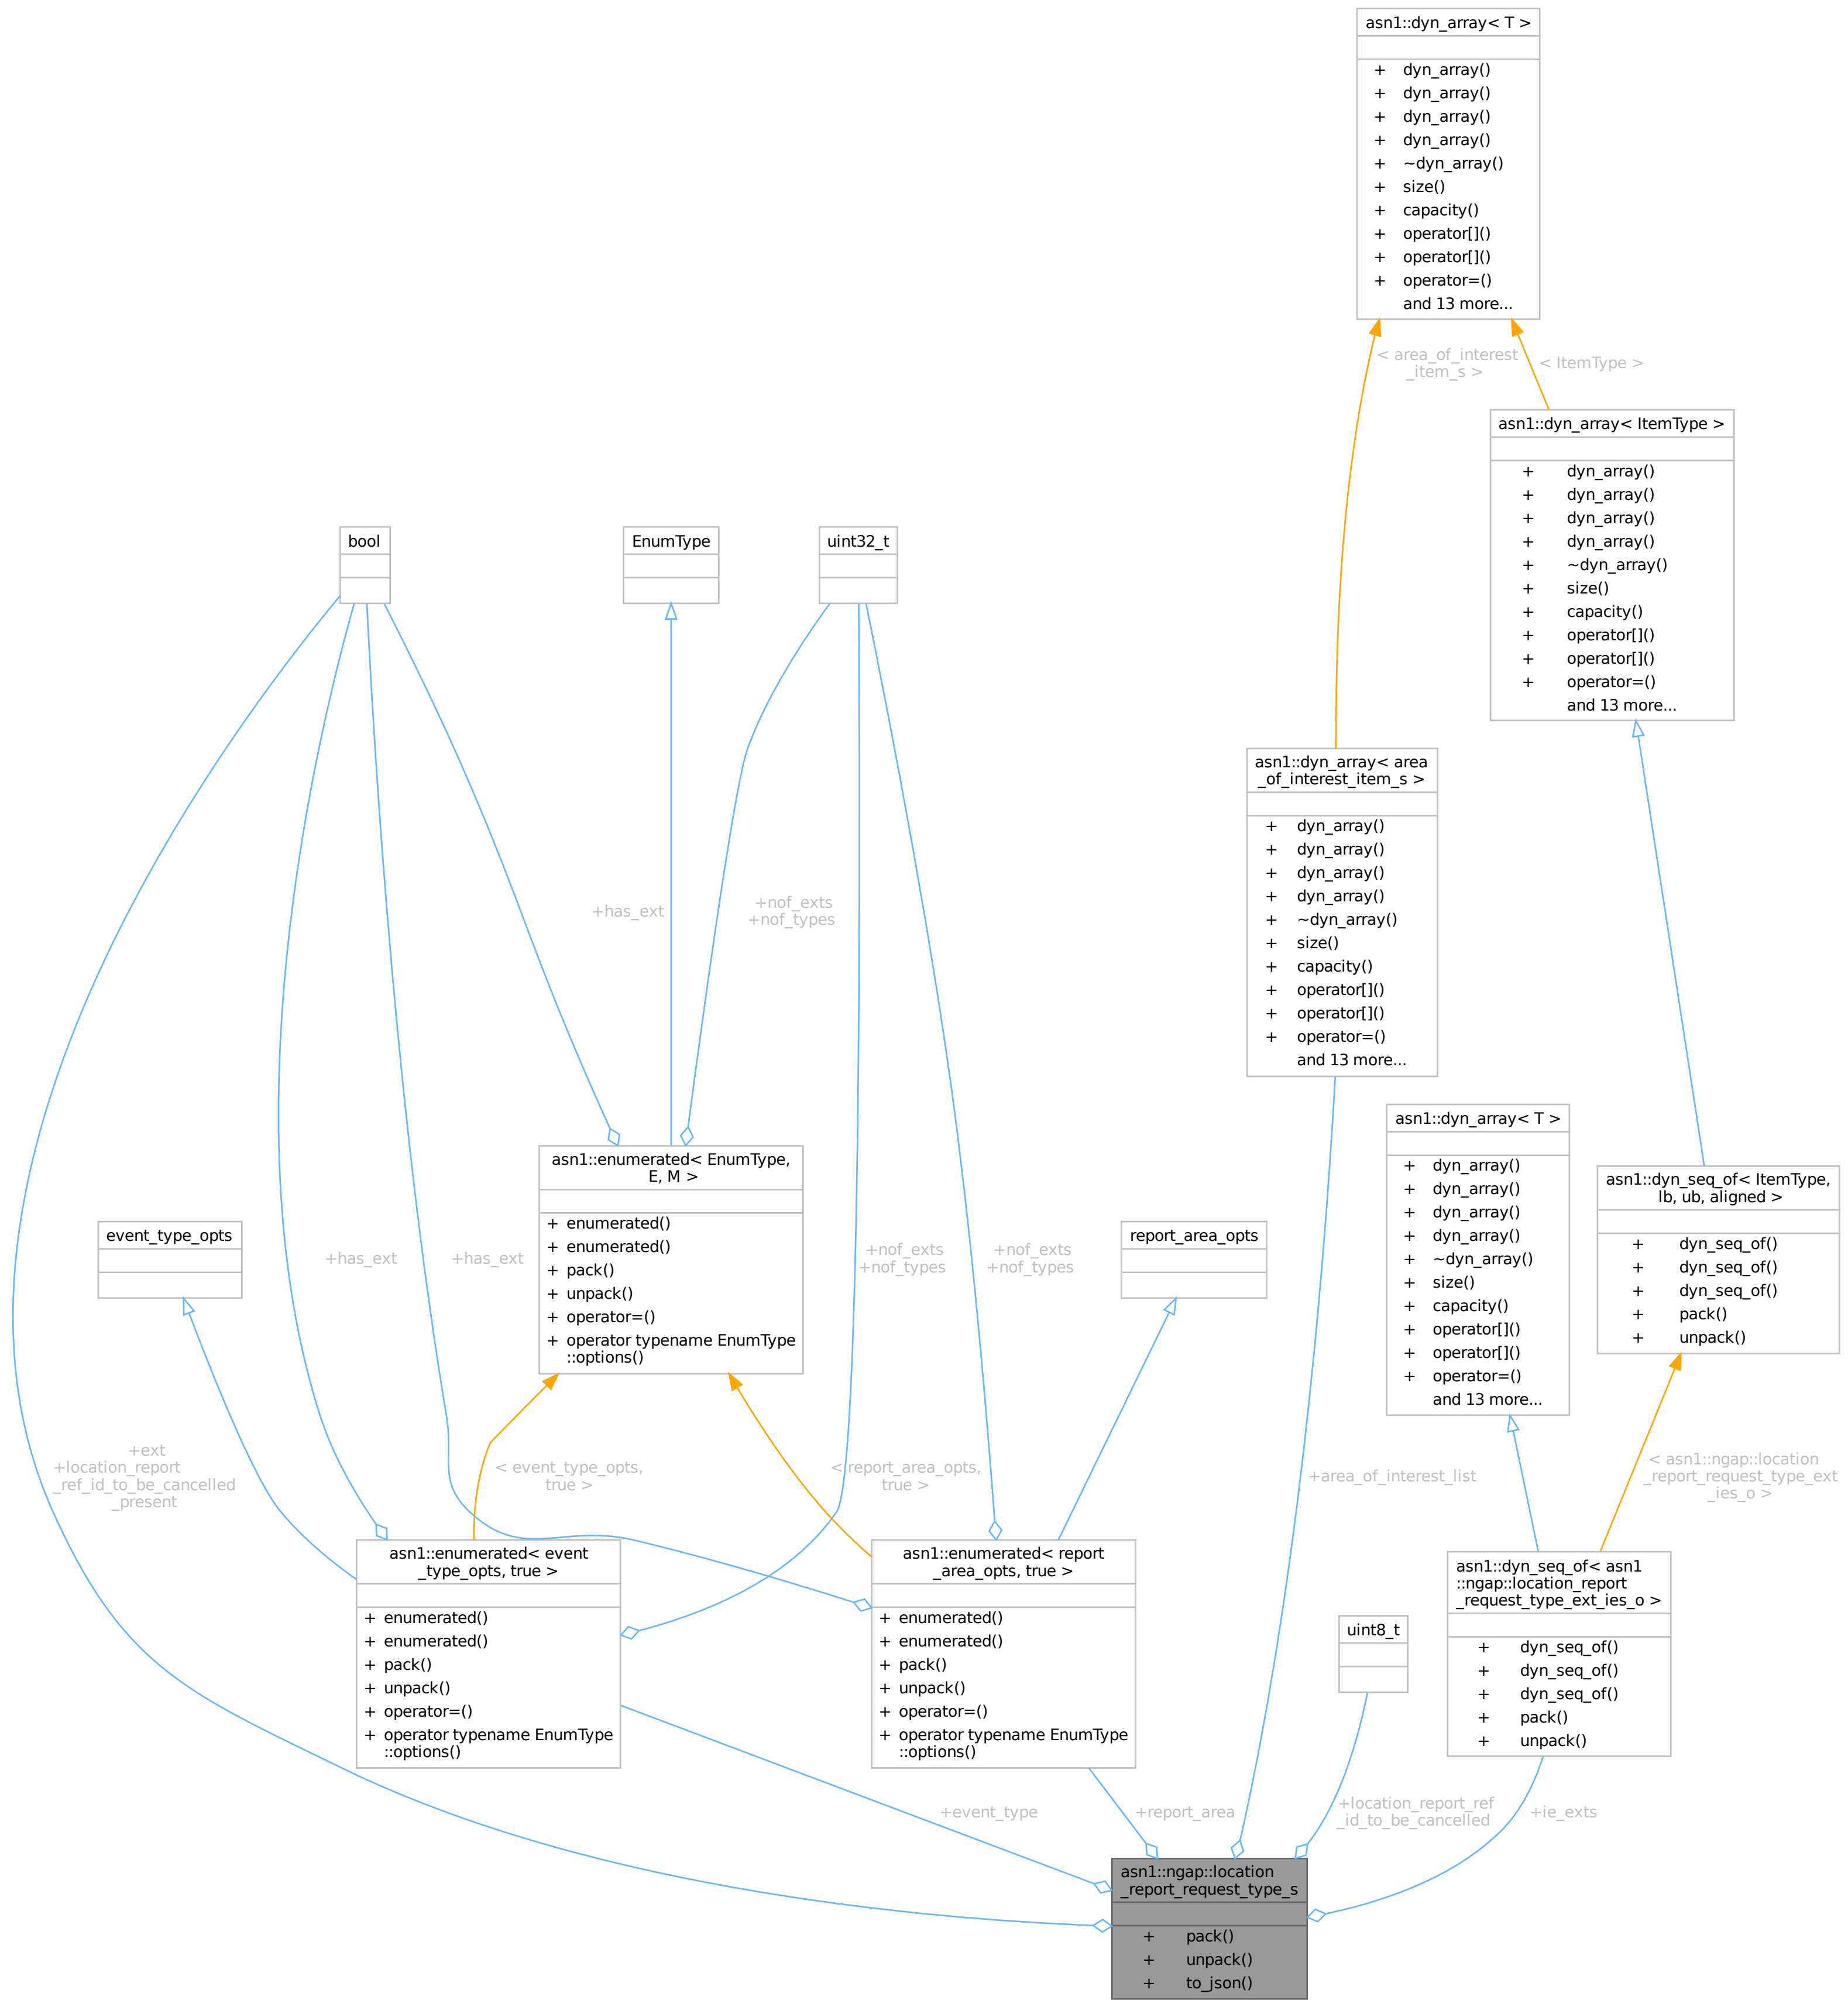 asn1::dyn_array< T >
+ dyn_array()
+ dyn_array()
+ dyn_array()
+ dyn_array()
+ ~dyn_array()
+ size()
+ capacity()
+ operator[]()
+ operator[]()
+ operator=()
and 13 more...
< area_of_interest
_item_s >
< ItemType >
asn1::dyn_array< ItemType >
+ dyn_array()
+ dyn_array()
+ dyn_array()
+ dyn_array()
+ ~dyn_array()
+ size()
+ capacity()
+ operator[]()
+ operator[]()
+ operator=()
and 13 more...
bool
EnumType
uint32_t
asn1::dyn_array< area
_of_interest_item_s >
+ dyn_array()
+ dyn_array()
+ dyn_array()
+ dyn_array()
+ ~dyn_array()
+ size()
+ capacity()
+ operator[]()
+ operator[]()
+ operator=()
and 13 more...
+has_ext
+nof_exts
+nof_types
asn1::enumerated< EnumType,
E, M >
+ enumerated()
+ enumerated()
+ pack()
+ unpack()
+ operator=()
+ operator typename EnumType
::options()
asn1::dyn_array< T >
+ dyn_array()
+ dyn_array()
+ dyn_array()
+ dyn_array()
+ ~dyn_array()
+ size()
+ capacity()
+ operator[]()
+ operator[]()
+ operator=()
and 13 more...
asn1::dyn_seq_of< ItemType,
lb, ub, aligned >
+ dyn_seq_of()
+ dyn_seq_of()
+ dyn_seq_of()
+ pack()
+ unpack()
event_type_opts
+has_ext
+has_ext
+nof_exts
+nof_types
+nof_exts
+nof_types
report_area_opts
+ext
+location_report
_ref_id_to_be_cancelled
_present
< event_type_opts,
true >
< report_area_opts,
true >
+area_of_interest_list
< asn1::ngap::location
_report_request_type_ext
_ies_o >
asn1::enumerated< event
_type_opts, true >
+ enumerated()
+ enumerated()
+ pack()
+ unpack()
+ operator=()
+ operator typename EnumType
::options()
asn1::enumerated< report
_area_opts, true >
+ enumerated()
+ enumerated()
+ pack()
+ unpack()
+ operator=()
+ operator typename EnumType
::options()
uint8_t
asn1::dyn_seq_of< asn1
::ngap::location_report
_request_type_ext_ies_o >
+ dyn_seq_of()
+ dyn_seq_of()
+ dyn_seq_of()
+ pack()
+ unpack()
+event_type
+report_area
+location_report_ref
_id_to_be_cancelled
+ie_exts
asn1::ngap::location
_report_request_type_s
+ pack()
+ unpack()
+ to_json()